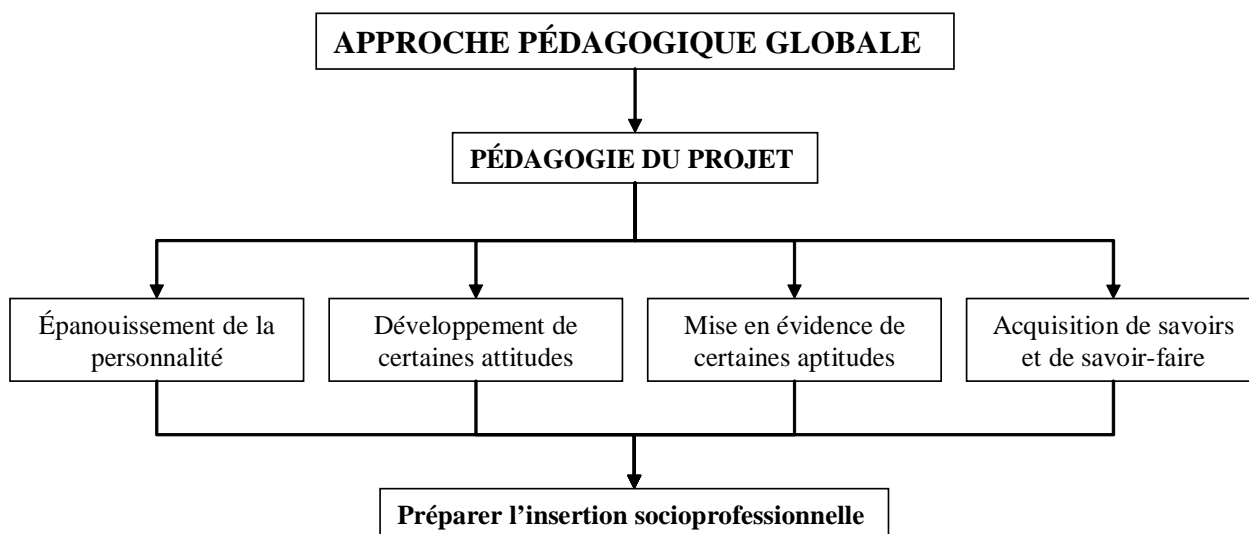 APPROCHE PÉDAGOGIQUE GLOBALE
PÉDAGOGIE DU PROJET
Épanouissement de la
personnalité
Développement de
certaines attitudes
Mise en évidence de
certaines aptitudes
Acquisition de savoirs
et de savoir-faire
Préparer l’insertion socioprofessionnelle